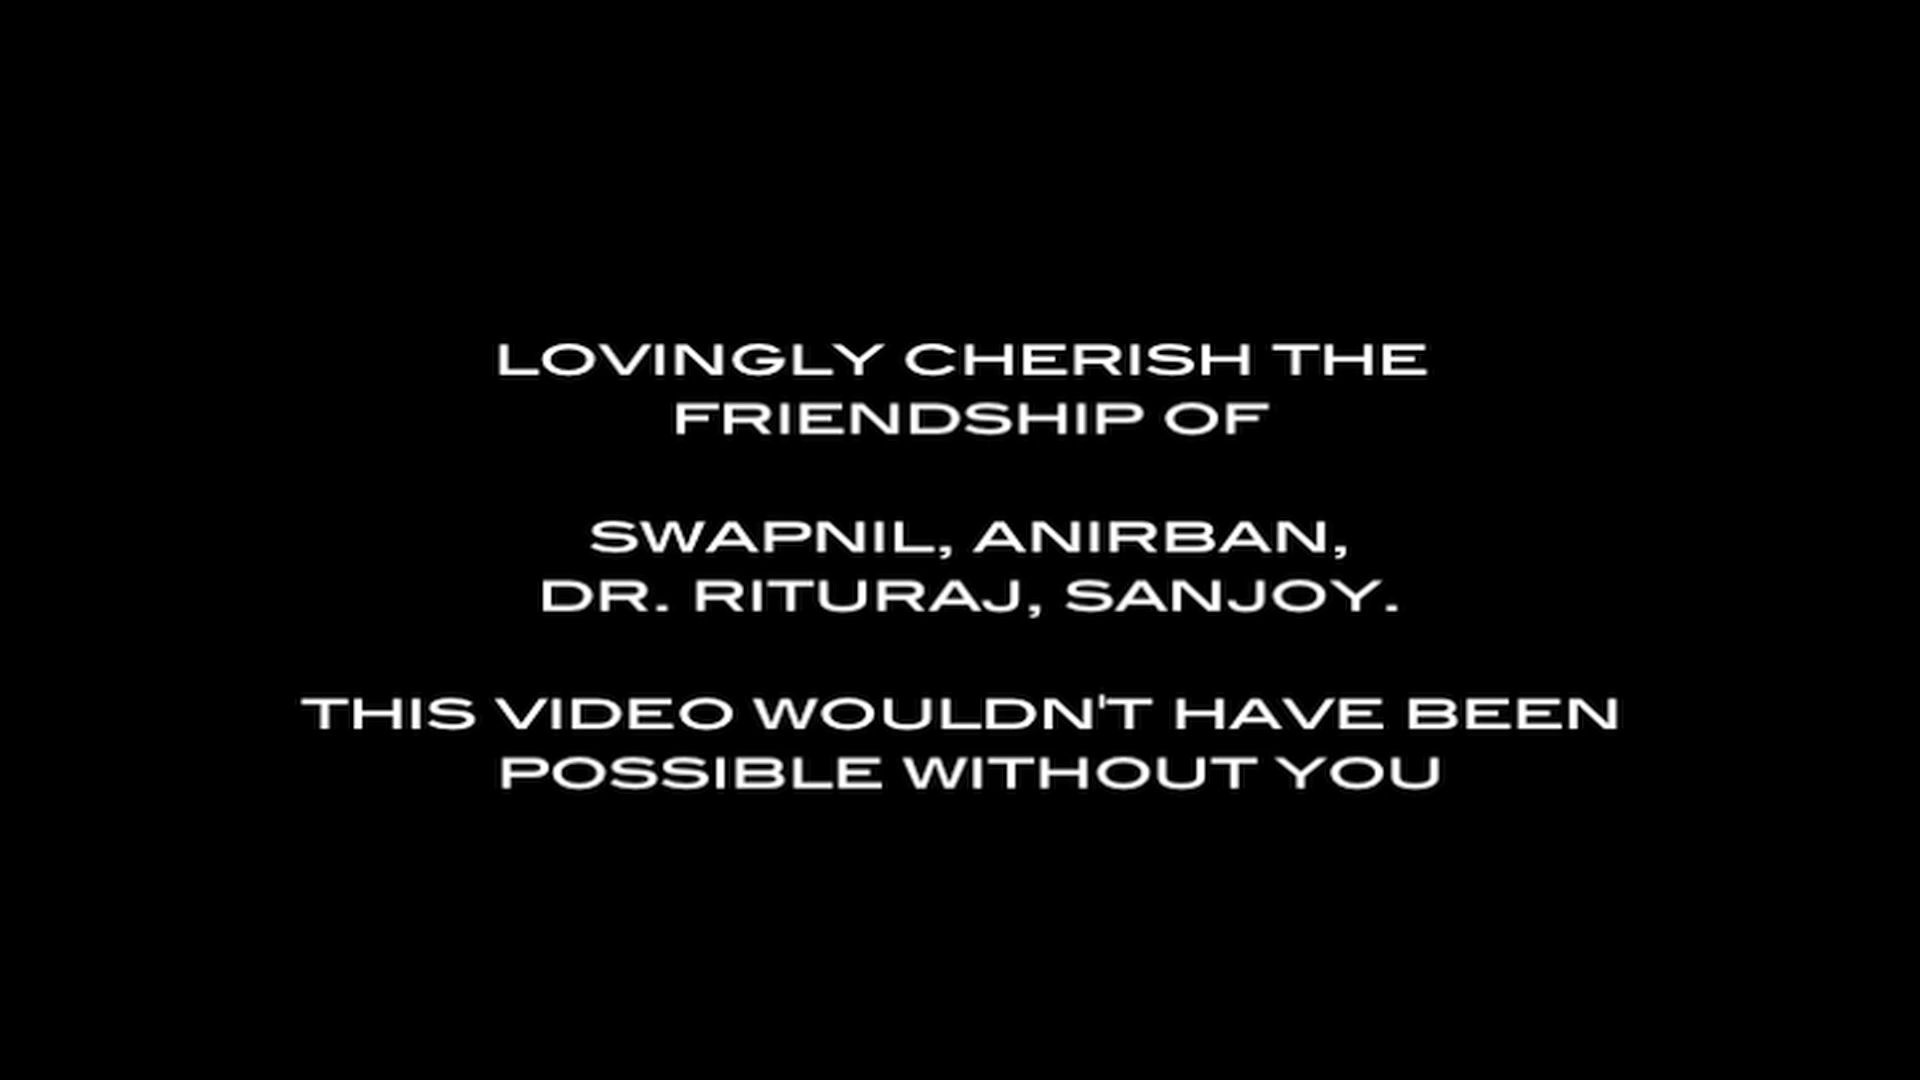 LOVINGLY CHERISH THE
FRIENDSHIP OF
SWAPNIL, ANIRBAN,
DR. RITURAJ, SANJOY.
THIS VIDEO WOULDN'T HAVE BEEN
POSSIBLE WITHOUT YOU